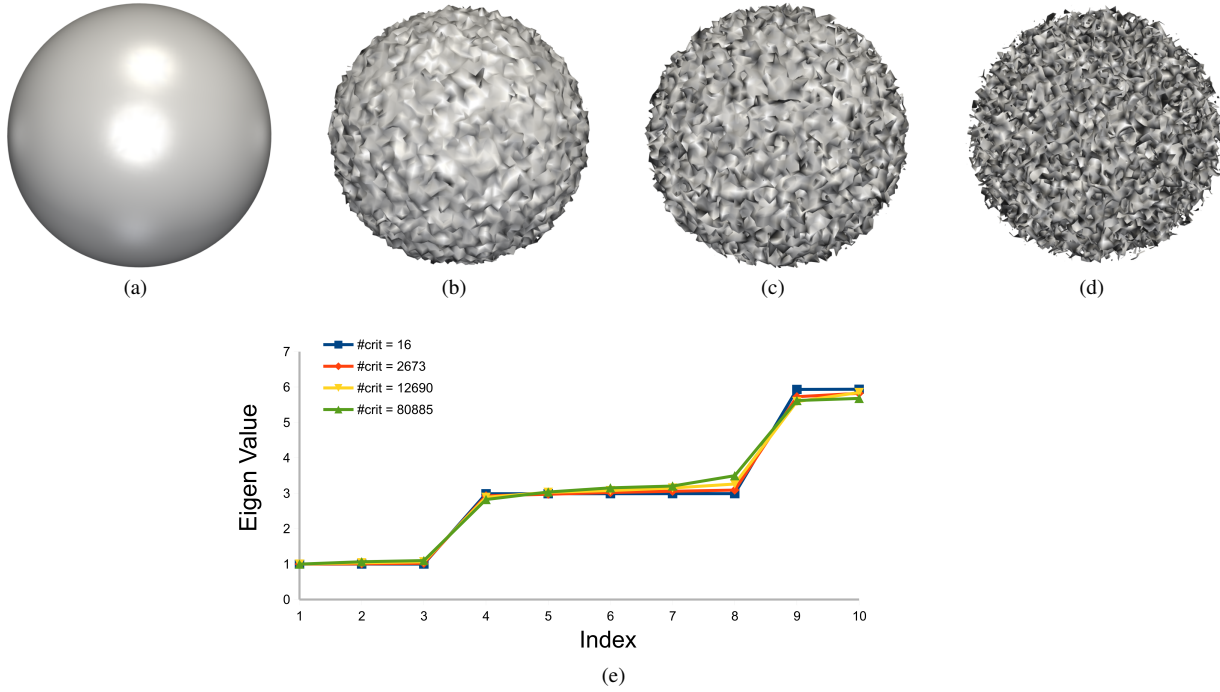 (a)
(b)
(c)
(d)
#crit = 16
#crit = 2673
#crit = 12690
#crit = 80885
7
6
5
4
3
2
1
0
Eigen Value
1 2 3 4 5 6 7 8 9 10
Index
(e)